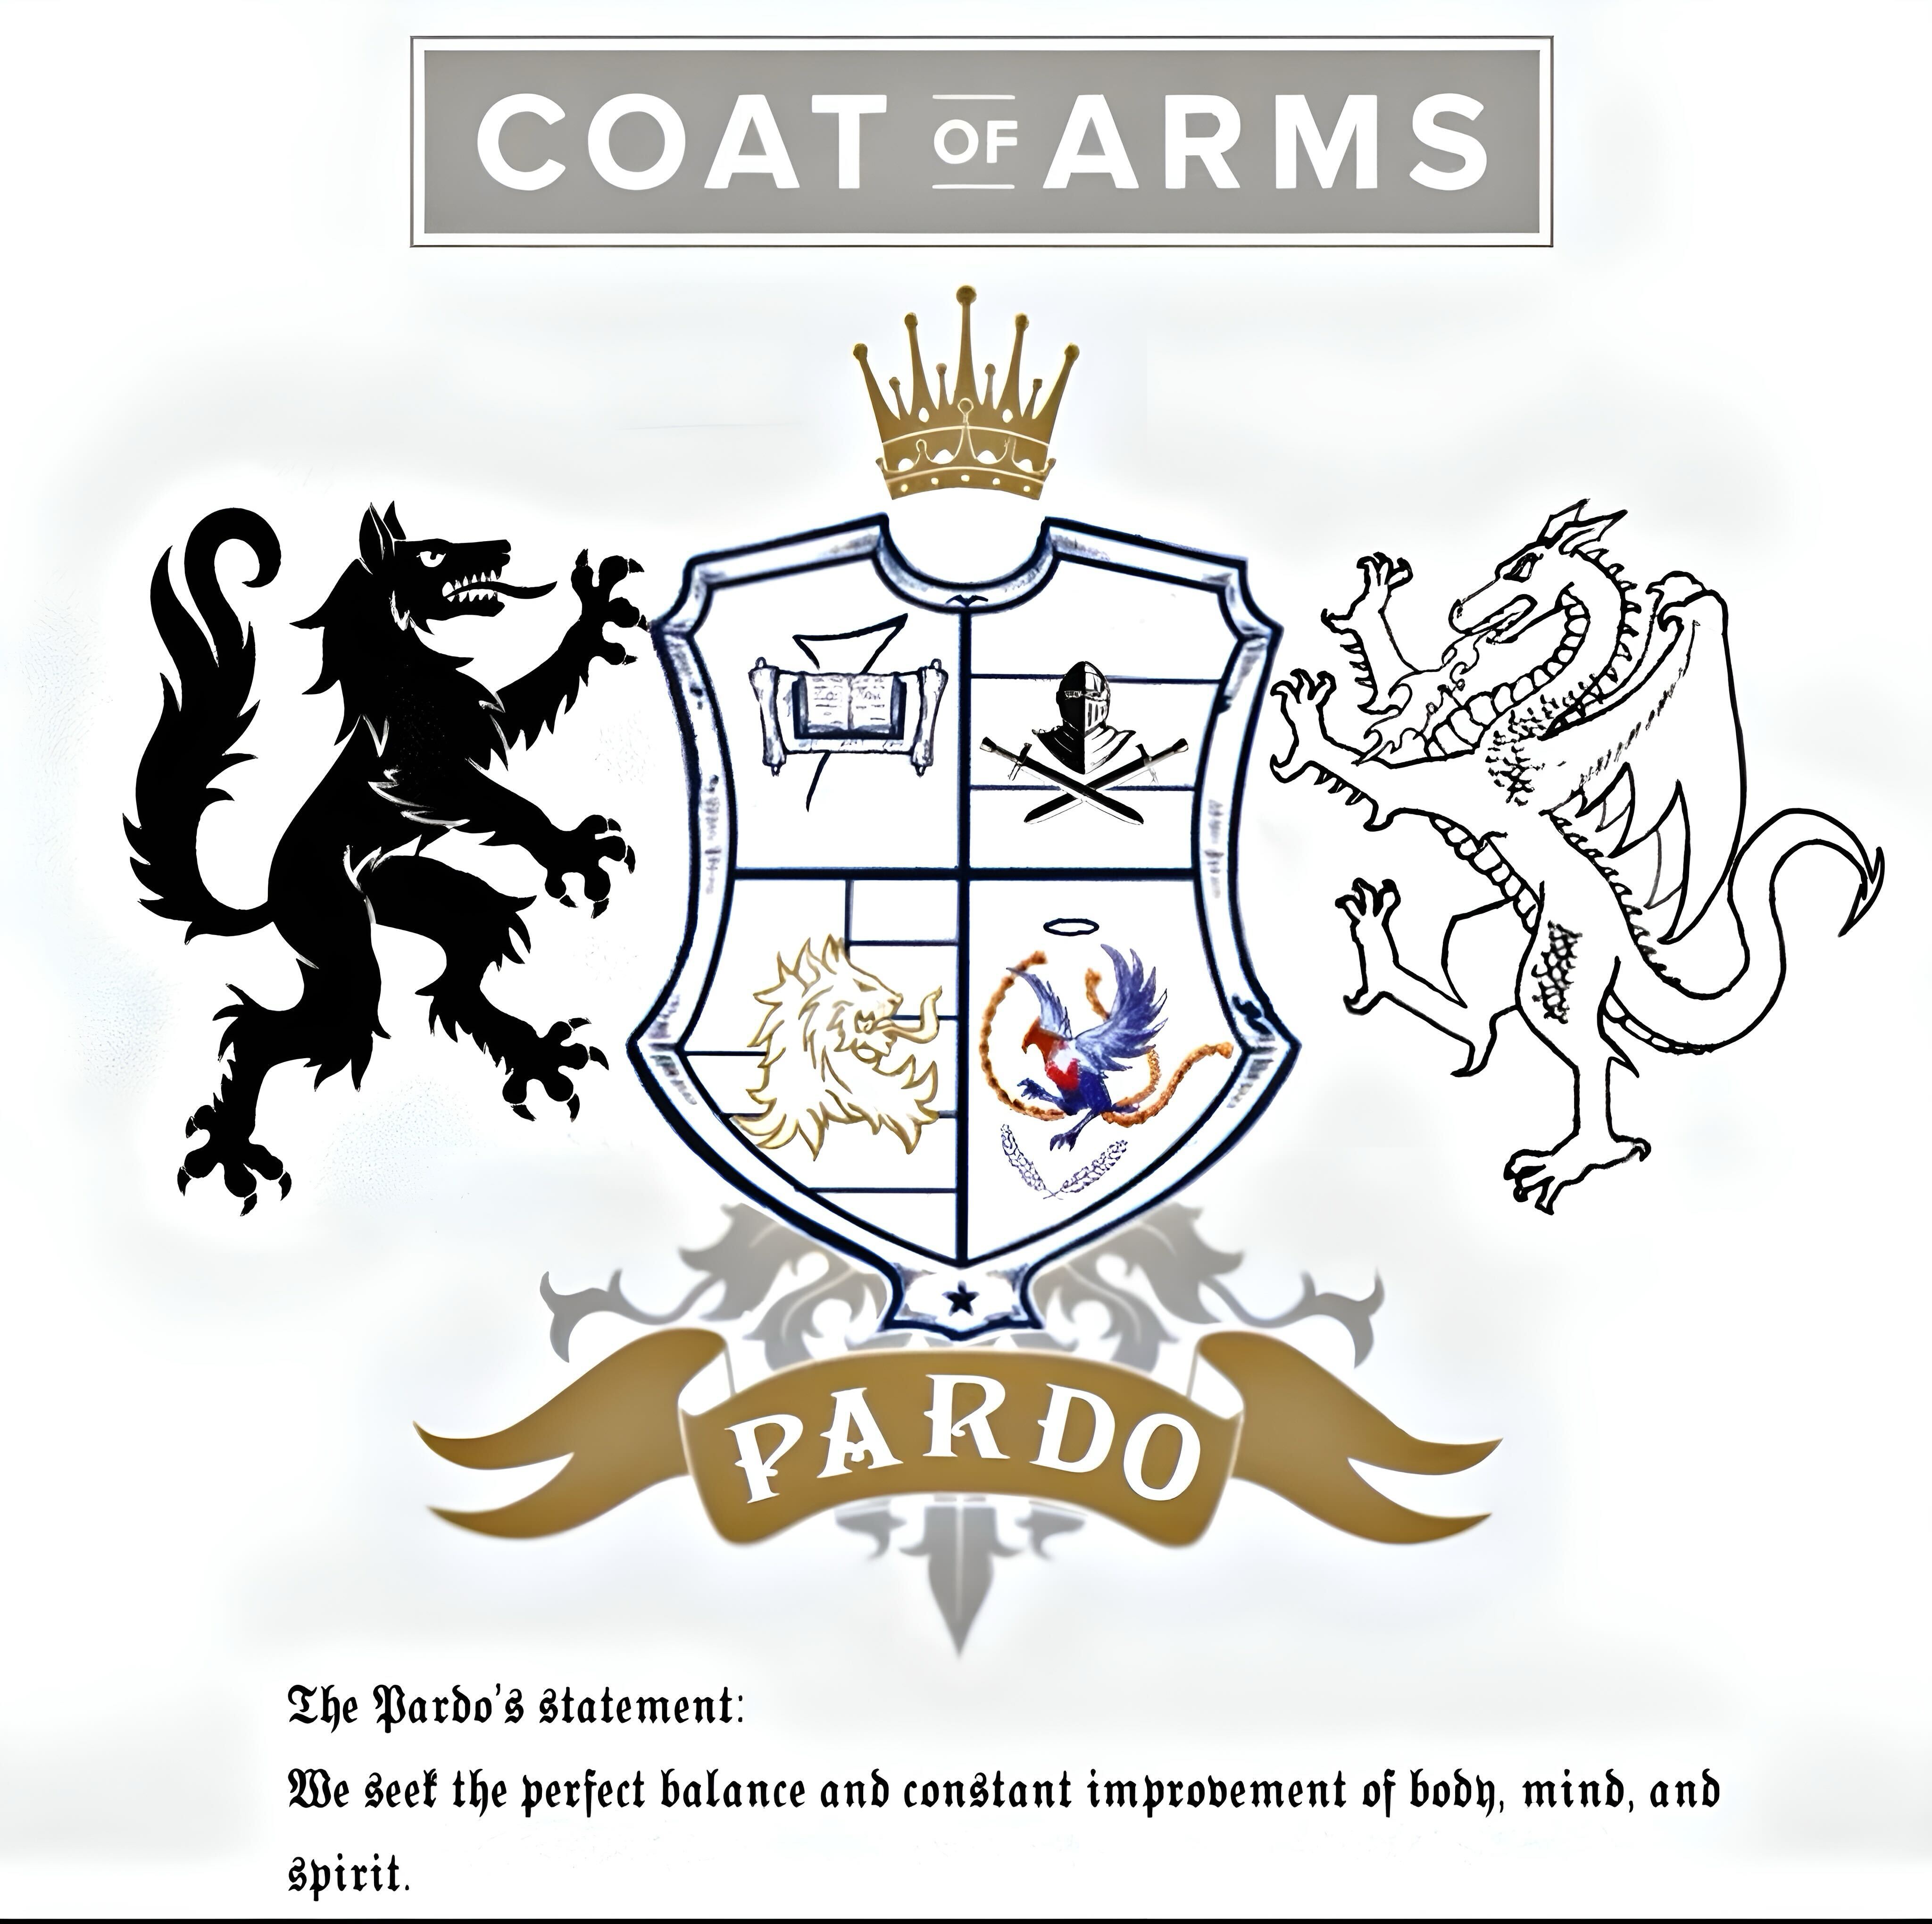 COAT OF ARMS
PARDO
The Pardo's statement:
We seek the perfect balance and constant improvement of body, mind, and
spirit.